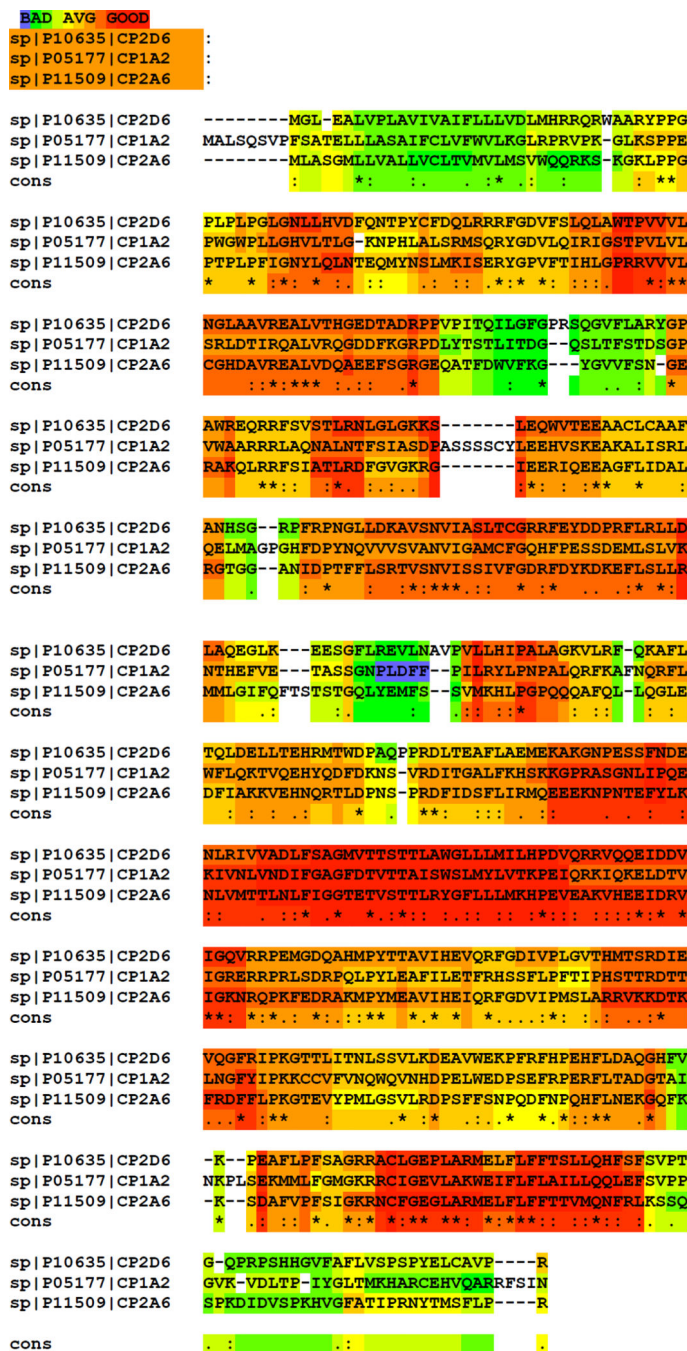 BAD AVG GOOD
sp|P10635|CP2D6 :
sp|P05177|CP1A2 :
sp|P11509|CP2A6 :
sp|P10635|CP2D6 --------MGL-EALVPLAVIVAIFLLLVDLMHRRQRWAARYPPG
sp|P05177|CP1A2 MALSQSVPFSATELLLASAIFCLVFWVLKGLRPRVPK-GLKSPPE
sp|P11509|CP2A6 --------MLASGMLLVALLVCLTVMVLMSVWQQRKS-KGKLPPG
cons : *: :. . .* : : **
sp|P10635|CP2D6 PLPLPGLGNLLHVDFQNTPYCFDQLRRRFGDVFSLQLAWTPVVVL
sp|P05177|CP1A2 PWGWPLLGHVLTLG-KNPHLALSRMSQRYGDVLQIRIGSTPVLVL
sp|P11509|CP2A6 PTPLPFIGNYLQLNTEQMYNSLMKISERYGPVFTIHLGPRRVVVL
cons * * :*: * :. :: .: :: .*:* *: :::. *:**
sp|P10635|CP2D6 NGLAAVREALVTHGEDTADRPPVPITQILGFGPRSQGVFLARYGP
sp|P05177|CP1A2 SRLDTIRQALVRQGDDFKGRPDLYTSTLITDG--QSLTFSTDSGP
sp|P11509|CP2A6 CGHDAVREALVDQAEEFSGRGEQATFDWVFKG---YGVVFSN-GE
cons ::*:*** :.:: .* : * .. : *
sp|P10635|CP2D6 AWREQRRFSVSTLRNLGLGKKS-------LEQWVTEEAACLCAAF
sp|P05177|CP1A2 VWAARRRLAQNALNTFSIASDPASSSSCYLEEHVSKEAKALISRL
sp|P11509|CP2A6 RAKQLRRFSIATLRDFGVGKRG-------IEERIQEEAGFLIDAL
cons **:: :*. :.:.. :*: : :** * :
sp|P10635|CP2D6 ANHSG--RPFRPNGLLDKAVSNVIASLTCGRRFEYDDPRFLRLLD
sp|P05177|CP1A2 QELMAGPGHFDPYNQVVVSVANVIGAMCFGQHFPESSDEMLSLVK
sp|P11509|CP2A6 RGTGG--ANIDPTFFLSRTVSNVISSIVFGDRFDYKDKEFLSLLR
cons . : * : :*:**.:: * :* .. .:* *:
sp|P10635|CP2D6 LAQEGLK---EESGFLREVLNAVPVLLHIPALAGKVLRF-QKAFL
sp|P05177|CP1A2 NTHEFVE---TASSGNPLDFF--PILRYLPNPALQRFKAFNQRFL
sp|P11509|CP2A6 MMLGIFQFTSTSTGQLYEMFS--SVMKHLPGPQQQAFQL-LQGLE
cons .: :. : .:: ::* : :: : :
sp|P10635|CP2D6 TQLDELLTEHRMTWDPAQPPRDLTEAFLAEMEKAKGNPESSFNDE
sp|P05177|CP1A2 WFLQKTVQEHYQDFDKNS-VRDITGALFKHSKKGPRASGNLIPQE
sp|P11509|CP2A6 DFIAKKVEHNQRTLDPNS-PRDFIDSFLIRMQEEEKNPNTEFYLK
cons : : : .: * . **: ::: . :: . . : :
sp|P10635|CP2D6 NLRIVVADLFSAGMVTTSTTLAWGLLLMILHPDVQRRVQQEIDDV
sp|P05177|CP1A2 KIVNLVNDIFGAGFDTVTTAISWSLMYLVTKPEIQRKIQKELDTV
sp|P11509|CP2A6 NLVMTTLNLFIGGTETVSTTLRYGFLLLMKHPEVEAKVHEEIDRV
cons :: . ::* .* *.:*:: :.:: :: :*::: :::*:* *
sp|P10635|CP2D6 IGQVRRPEMGDQAHMPYTTAVIHEVQRFGDIVPLGVTHMTSRDIE
sp|P05177|CP1A2 IGRERRPRLSDRPQLPYLEAFILETFRHSSFLPFTIPHSTTRDTT
sp|P11509|CP2A6 IGKNRQPKFEDRAKMPYMEAVIHEIQRFGDVIPMSLARRVKKDTK
cons **: *:*.: *:.::** *.* * *....:*: :.: ..:*
sp|P10635|CP2D6 VQGFRIPKGTTLITNLSSVLKDEAVWEKPFRFHPEHFLDAQGHFV
sp|P05177|CP1A2 LNGFYIPKKCCVFVNQWQVNHDPELWEDPSEFRPERFLTADGTAI
sp|P11509|CP2A6 FRDFFLPKGTEVYPMLGSVLRDPSFFSNPQDFNPQHFLNEKGQFK
cons ...* :** : .* :* .:..* *.*::** .*
sp|P10635|CP2D6 -K--PEAFLPFSAGRRACLGEPLARMELFLFFTSLLQHFSFSVPT
sp|P05177|CP1A2 NKPLSEKMMLFGMGKRRCIGEVLAKWEIFLFLAILLQQLEFSVPP
sp|P11509|CP2A6 -K--SDAFVPFSIGKRNCFGEGLARMELFLFFTTVMQNFRLKSSQ
cons * .: :: *. *:* *:** **: *:***:: ::*:: :. .
sp|P10635|CP2D6 G-QPRPSHHGVFAFLVSPSPYELCAVP----R
sp|P05177|CP1A2 GVK-VDLTP-IYGLTMKHARCEHVQARRFSIN
sp|P11509|CP2A6 SPKDIDVSPKHVGFATIPRNYTMSFLP----R
cons . : .: .